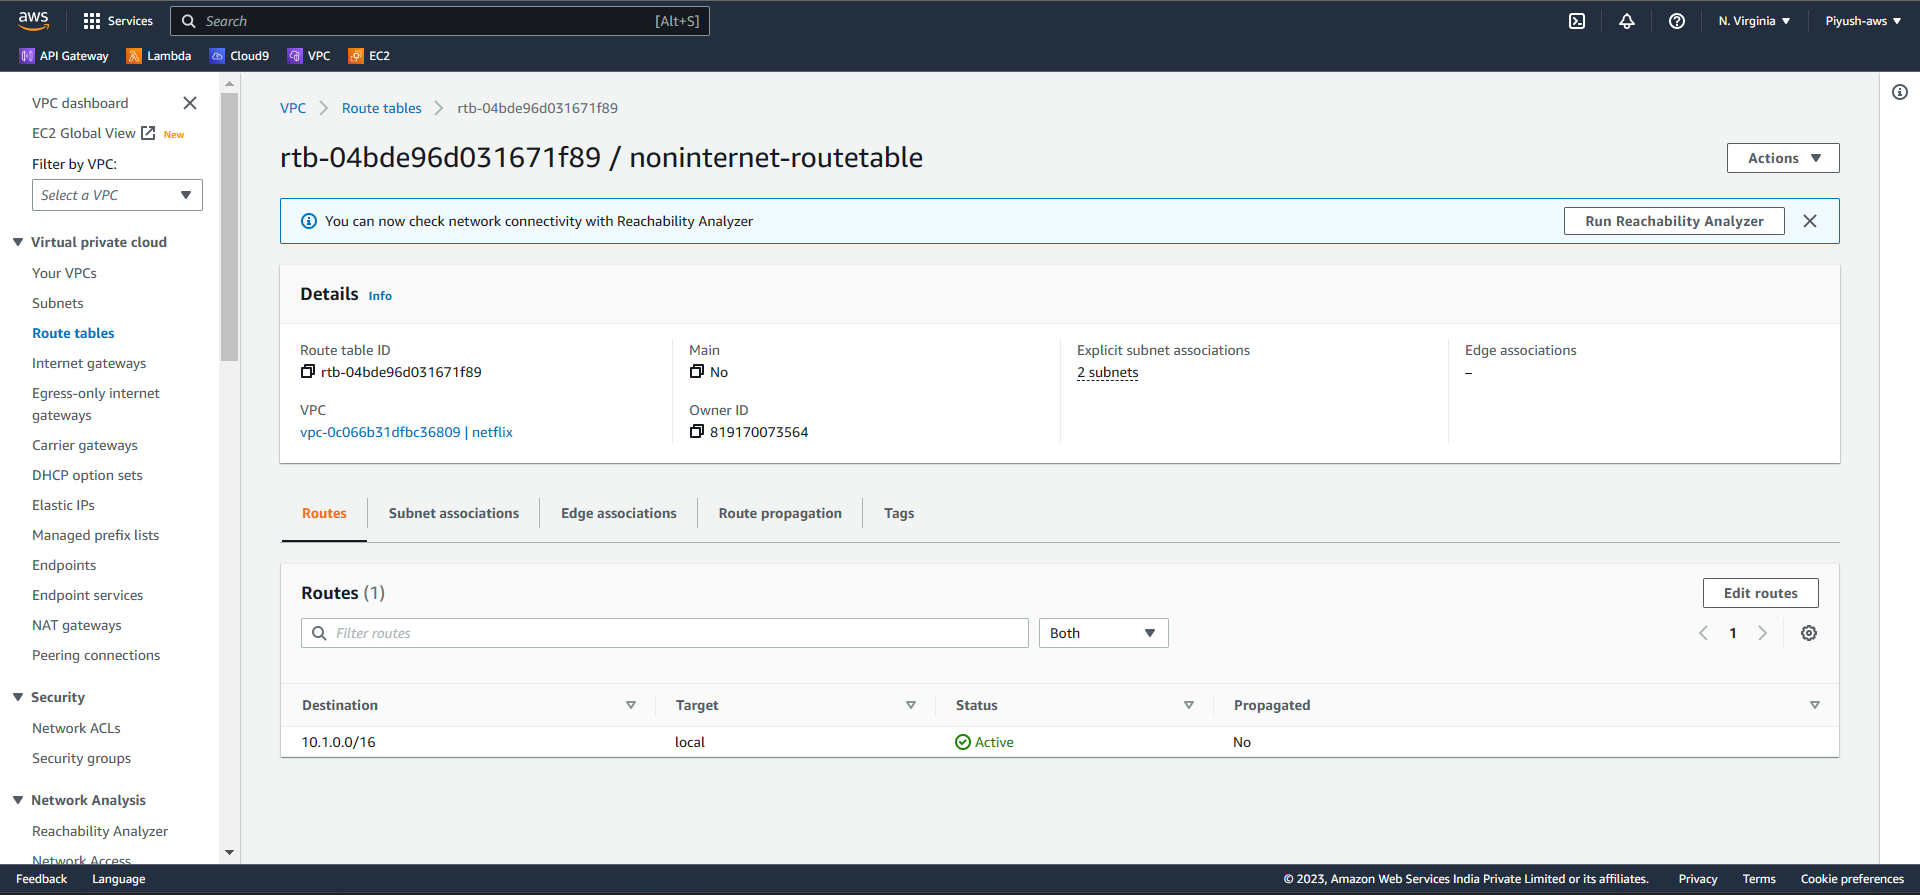 aws
Services
Search
[Alt+S]
N. Virginia
Piyush-aws
API Gateway
Lambda
Cloud9
VPC
EC2
VPC dashboard
EC2 Global View New
Filter by VPC:
Select a VPC
Virtual private cloud
Your VPCs
Subnets
Route tables
Internet gateways
Egress-only internet
gateways
Carrier gateways
DHCP option sets
Elastic IPs
Managed prefix lists
Endpoints
Endpoint services
NAT gateways
Peering connections
Security
Network ACLs
Security groups
Network Analysis
Reachability Analyzer
Network Access
VPC
Route tables
rtb-04bde96d031671f89
rtb-04bde96d031671f89 / noninternet-routetable
Actions
You can now check network connectivity with Reachability Analyzer
Run Reachability Analyzer
Details Info
Route table ID
rtb-04bde96d031671f89
Main
No
Explicit subnet associations
2 subnets
Edge associations
–
VPC
vpc-0c066b31dfbc36809 | netflix
Owner ID
819170073564
Routes
Subnet associations
Edge associations
Route propagation
Tags
Routes (1)
Edit routes
Filter routes
Both
1
Destination
Target
Status
Propagated
10.1.0.0/16
local
Active
No
Feedback
Language
© 2023, Amazon Web Services India Private Limited or its affiliates.
Privacy
Terms
Cookie preferences